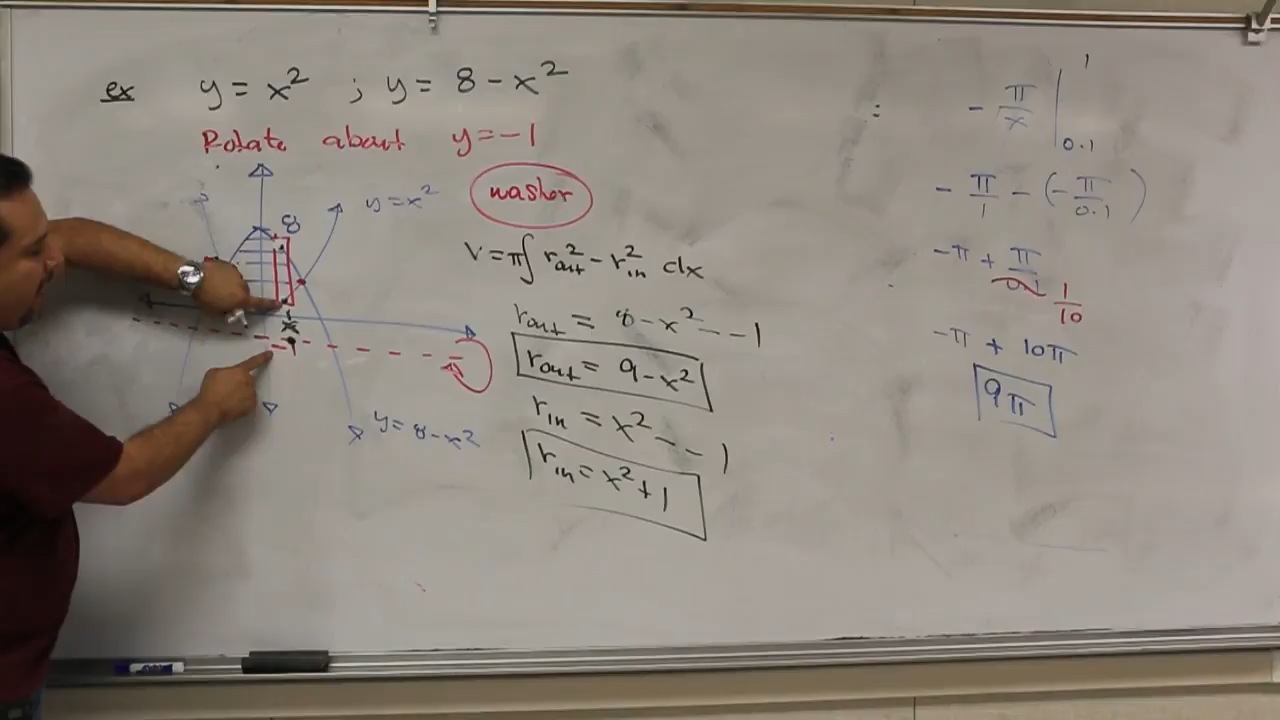 ex y = x² ; y = 8 - x²
Rotate about y = -1
washer
8
y = x²
x
y = 8 - x²
V = π∫ r²out - r²in dx
rout = 8 - x² - -1
rout = 9 - x²
rin = x² - -1
rin = x² + 1
: - π/x | 1 0.1
- π/1 - (- π/0.1)
-π + π/0.1 1/10
-π + 10π
9π